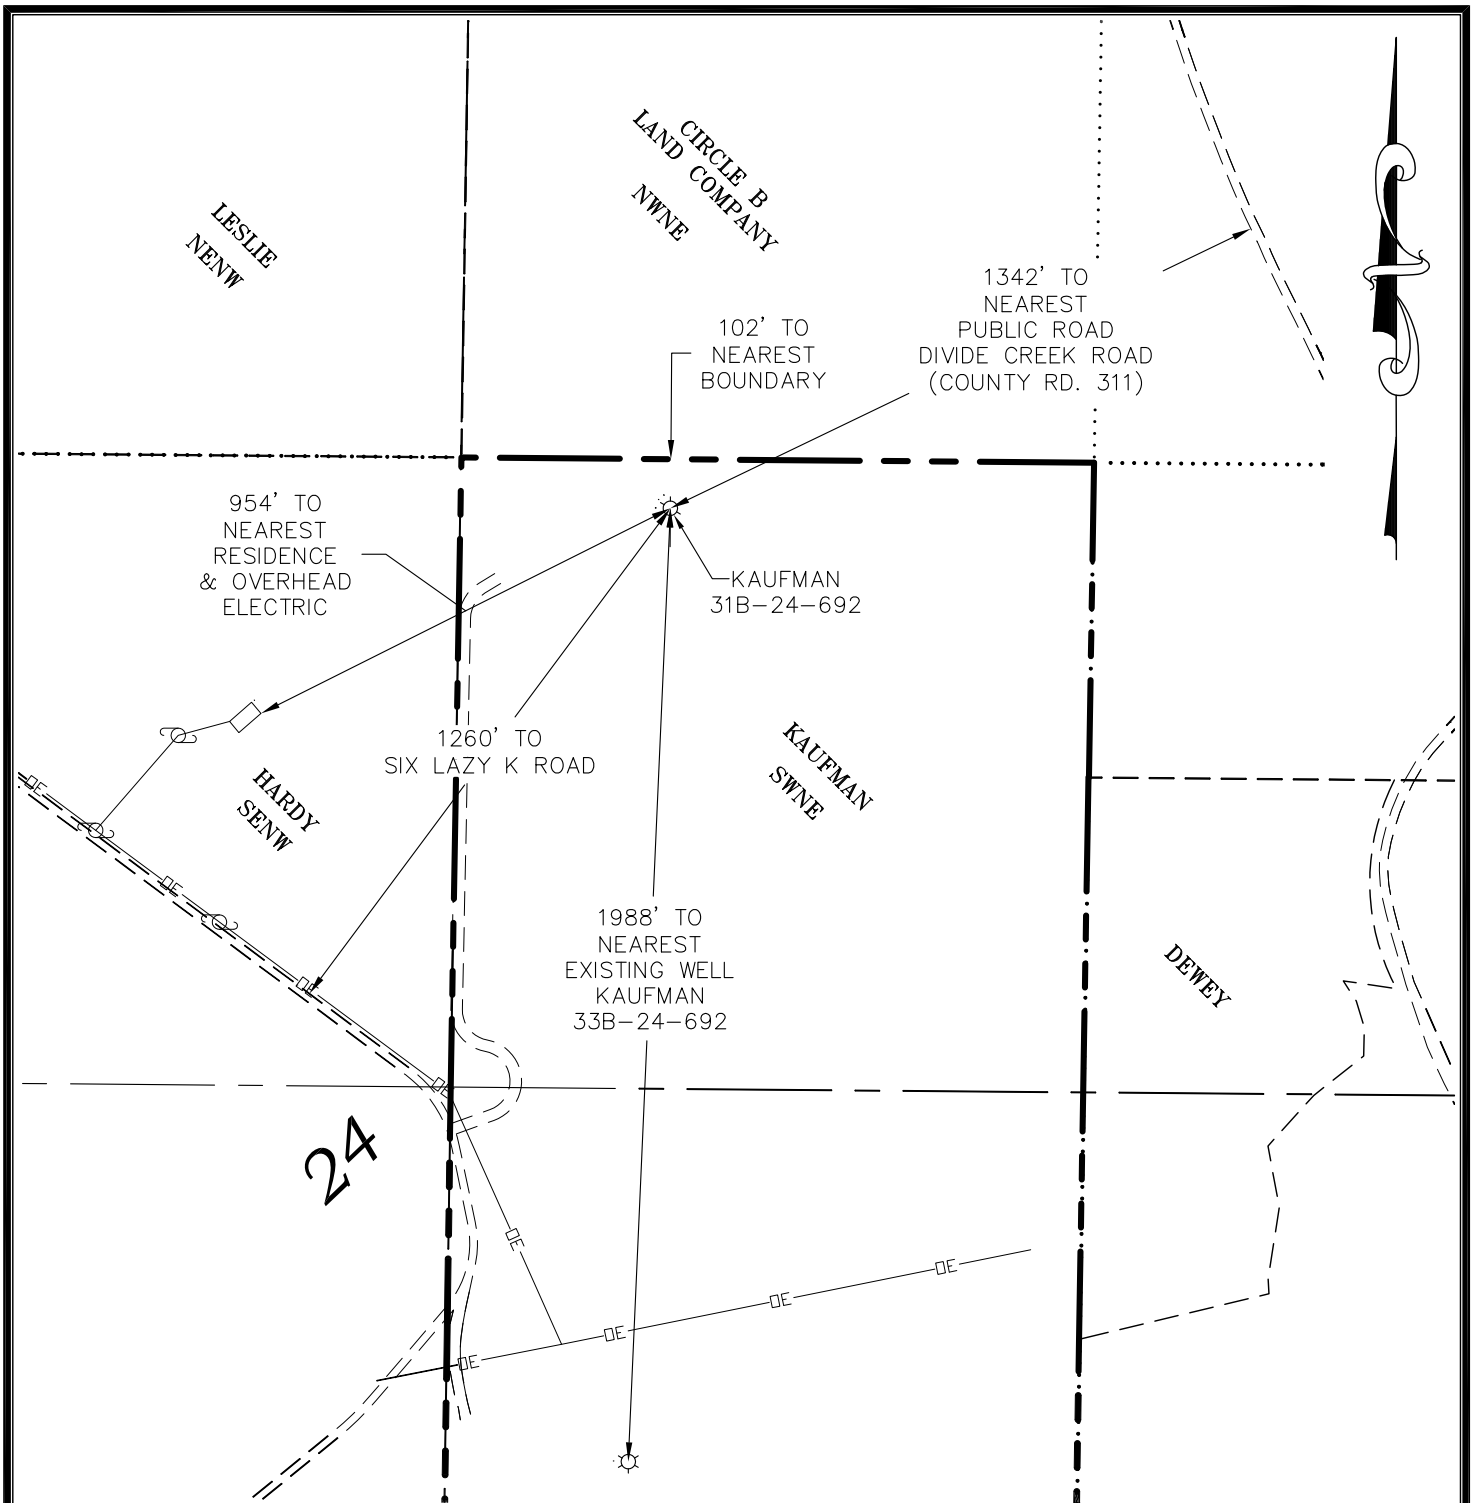 CIRCLE B
LAND COMPANY
NWNE
LESLIE
NENW
1342' TO
NEAREST
PUBLIC ROAD
DIVIDE CREEK ROAD
(COUNTY RD. 311)
102' TO
NEAREST
BOUNDARY
954' TO
NEAREST
RESIDENCE
& OVERHEAD
ELECTRIC
KAUFMAN
31B-24-692
1260' TO
SIX LAZY K ROAD
KAUFMAN
SWNE
HARDY
SENW
OE
OE
OE
OE
1988' TO
NEAREST
EXISTING WELL
KAUFMAN
33B-24-692
DEWEY
24
OE
OE
OE
OE
OE